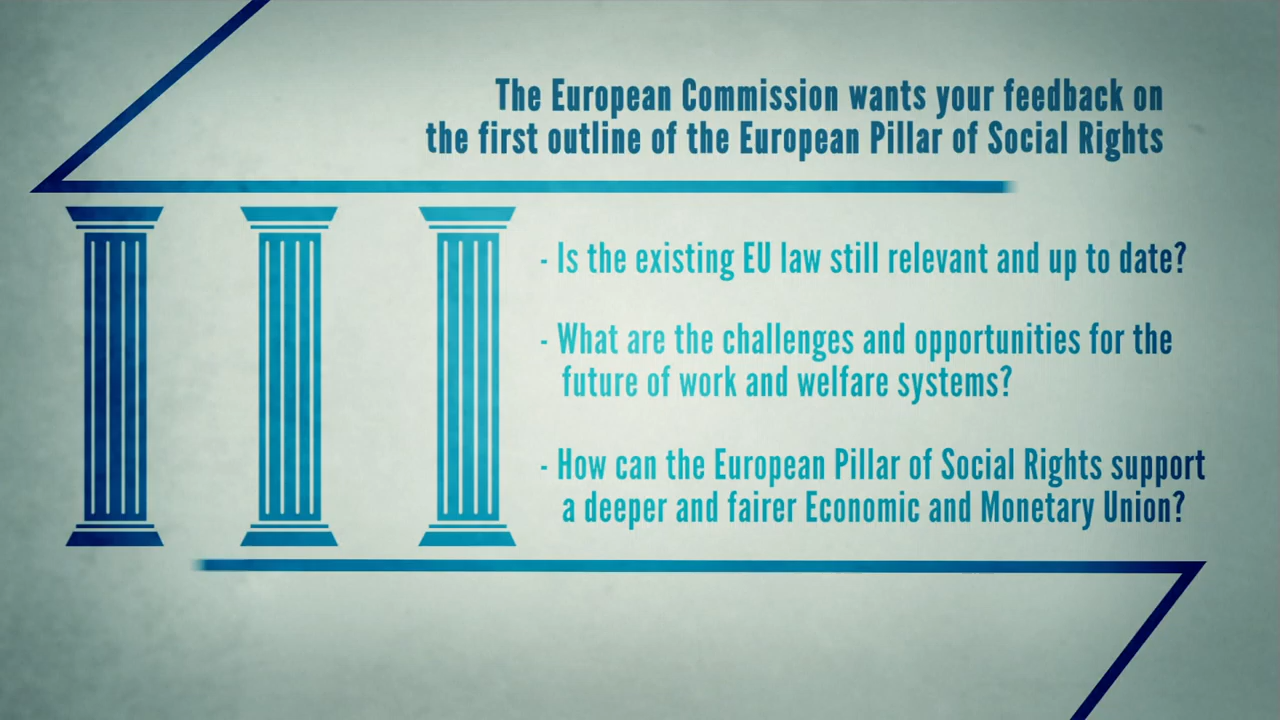 The European Commission wants your feedback on
the first outline of the European Pillar of Social Rights
- Is the existing EU law still relevant and up to date?
- What are the challenges and opportunities for the
future of work and welfare systems?
- How can the European Pillar of Social Rights support
a deeper and fairer Economic and Monetary Union?